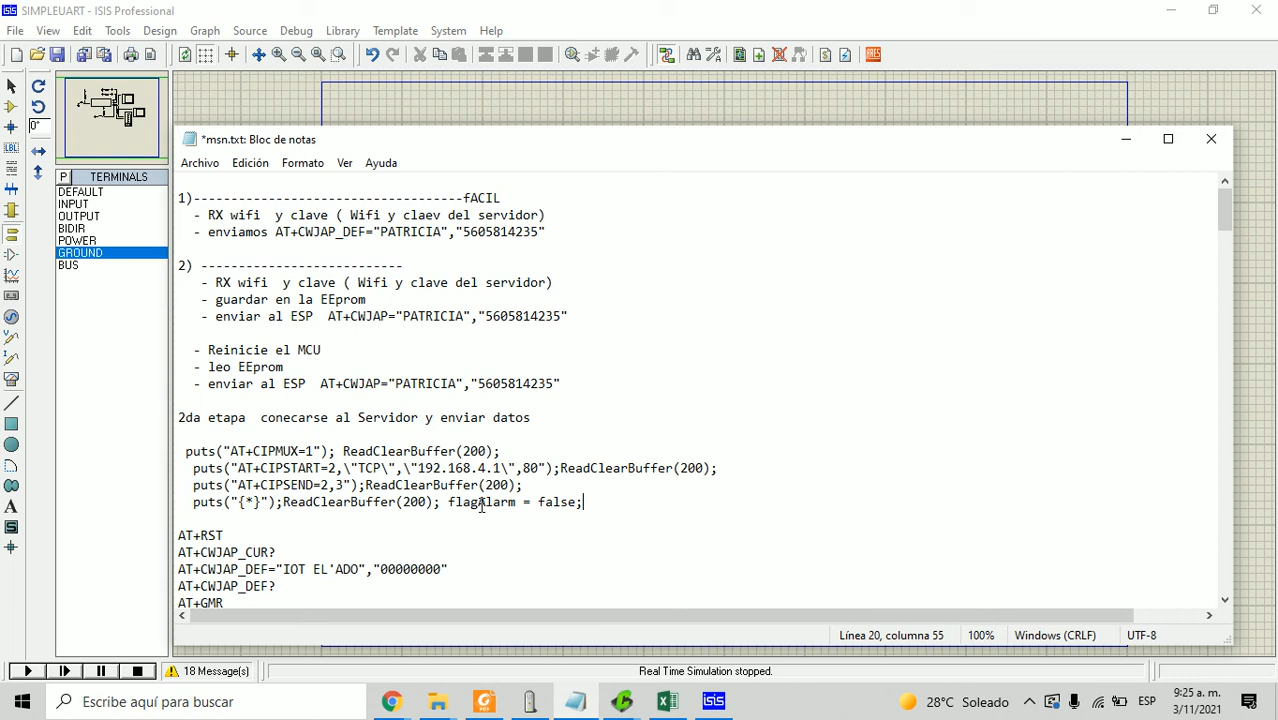 SIMPLEUART - ISIS Professional
File View Edit Tools Design Graph Source Debug Library Template System Help
ARES
0°
P TERMINALS
LBL
DEFAULT
INPUT
OUTPUT
BIDIR
POWER
GROUND
BUS
A
*msn.txt: Bloc de notas
Archivo Edición Formato Ver Ayuda
1)------------------------------------fACIL
- RX wifi y clave ( Wifi y claev del servidor)
- enviamos AT+CWJAP_DEF="PATRICIA","5605814235"
2) ---------------------------
- RX wifi y clave ( Wifi y clave del servidor)
- guardar en la EEprom
- enviar al ESP AT+CWJAP="PATRICIA","5605814235"
- Reinicie el MCU
- leo EEprom
- enviar al ESP AT+CWJAP="PATRICIA","5605814235"
2da etapa conecarse al Servidor y enviar datos
puts("AT+CIPMUX=1"); ReadClearBuffer(200);
puts("AT+CIPSTART=2,\"TCP\",\"192.168.4.1\",80");ReadClearBuffer(200);
puts("AT+CIPSEND=2,3");ReadClearBuffer(200);
puts("{*}");ReadClearBuffer(200); flagAlarm = false;
AT+RST
AT+CWJAP_CUR?
AT+CWJAP_DEF="IOT EL'ADO","00000000"
AT+CWJAP_DEF?
AT+GMR
Línea 20, columna 55 100% Windows (CRLF) UTF-8
18 Message(s) Real Time Simulation stopped.
Escribe aquí para buscar
isis
28°C Soleado
ESP
9:25 a. m.
3/11/2021